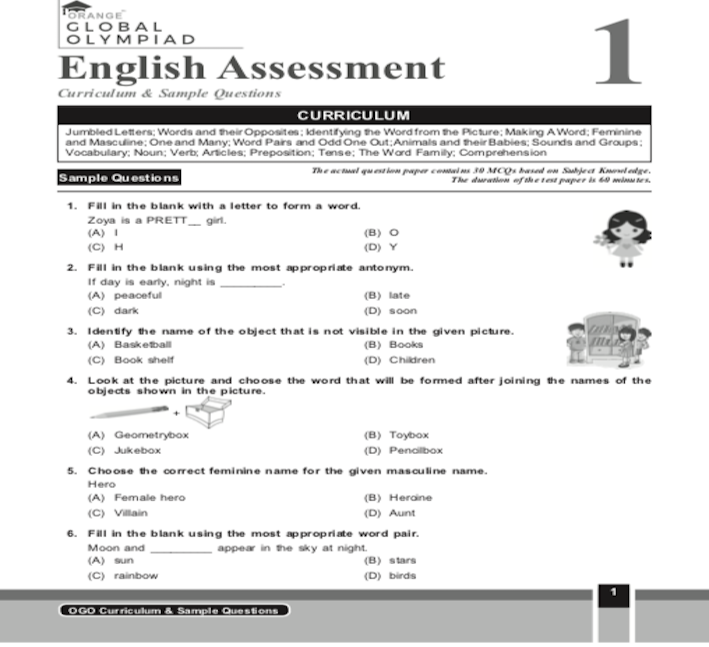 ORANGE
GLOBAL
OLYMPIAD
English Assessment
Curriculum & Sample Questions
1
CURRICULUM
Jumbled Letters; Words and their Opposites; Identifying the Word from the Picture; Making A Word; Feminine
and Masculine; One and Many; Word Pairs and Odd One Out; Animals and their Babies; Sounds and Groups;
Vocabulary; Noun; Verb; Articles; Preposition; Tense; The Word Family; Comprehension
Sample Questions
The actual question paper contains 30 MCQs based on Subject Knowledge.
The duration of the test paper is 60 minutes.
1. Fill in the blank with a letter to form a word.
Zoya is a PRETT__ girl.
(A) I (B) O
(C) H (D) Y
2. Fill in the blank using the most appropriate antonym.
If day is early, night is __________.
(A) peaceful (B) late
(C) dark (D) soon
3. Identify the name of the object that is not visible in the given picture.
(A) Basketball (B) Books
(C) Book shelf (D) Children
4. Look at the picture and choose the word that will be formed after joining the names of the
objects shown in the picture.
+
(A) Geometrybox (B) Toybox
(C) Jukebox (D) Pencilbox
5. Choose the correct feminine name for the given masculine name.
Hero
(A) Female hero (B) Heroine
(C) Villain (D) Aunt
6. Fill in the blank using the most appropriate word pair.
Moon and __________ appear in the sky at night.
(A) sun (B) stars
(C) rainbow (D) birds
1
OGO Curriculum & Sample Questions